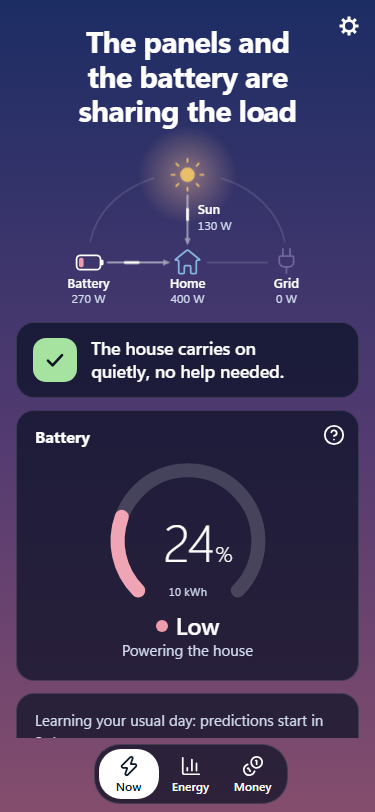 The panels and
the battery are
sharing the load
Sun
130 W
Battery
270 W
Home
400 W
Grid
0 W
The house carries on
quietly, no help needed.
Battery
24%
10 kWh
Low
Powering the house
Learning your usual day: predictions start in
Now
Energy
Money